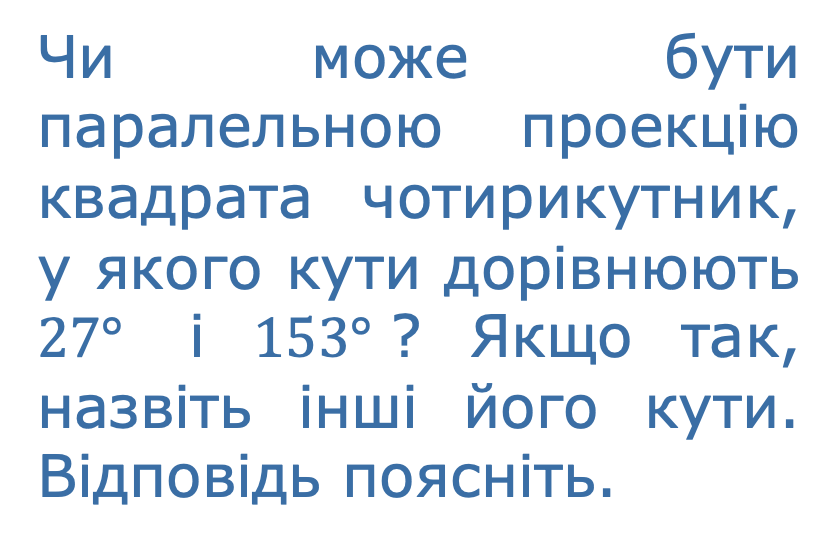 Чи може бути
паралельною проекцію
квадрата чотирикутник,
у якого кути дорівнюють
27° і 153° ? Якщо так,
назвіть інші його кути.
Відповідь поясніть.